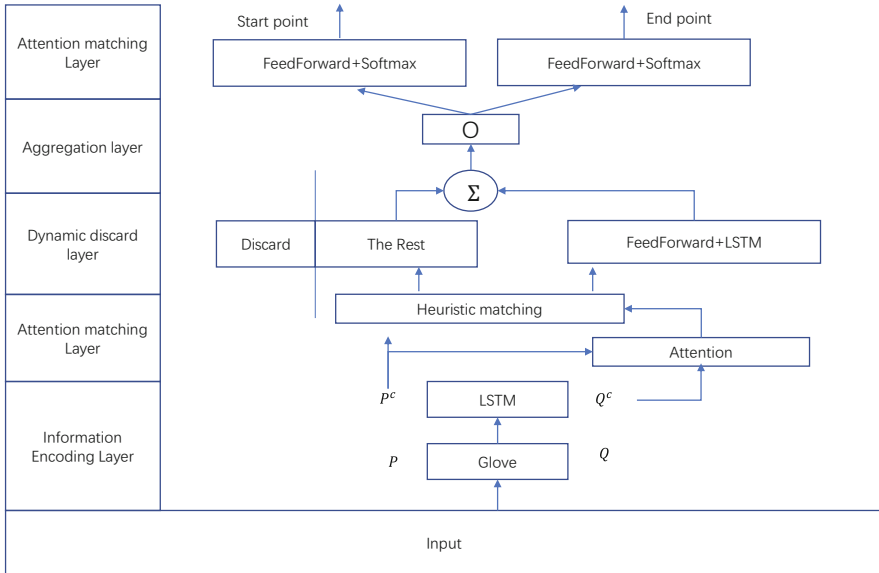 Start point
End point
Attention matching
Layer
FeedForward+Softmax
FeedForward+Softmax
Aggregation layer
O
Σ
Dynamic discard
layer
Discard
The Rest
FeedForward+LSTM
Heuristic matching
Attention matching
Layer
Attention
P^c
LSTM
Q^c
Information
Encoding Layer
P
Glove
Q
Input